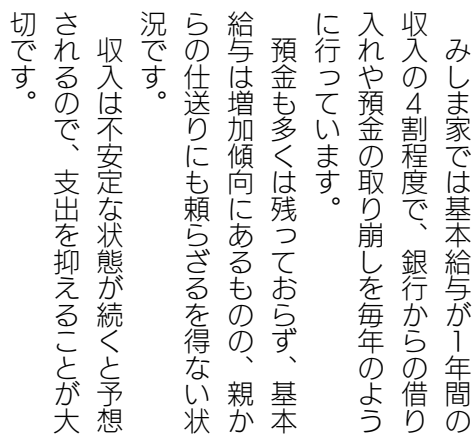 みしま家では基本給与が1年間の
収入の4割程度で、銀行からの借り
入れや預金の取り崩しを毎年のよう
に行っています。
　預金も多くは残っておらず、基本
給与は増加傾向にあるものの、親か
らの仕送りにも頼らざるを得ない状
況です。
　収入は不安定な状態が続くと予想
されるので、支出を抑えることが大
切です。